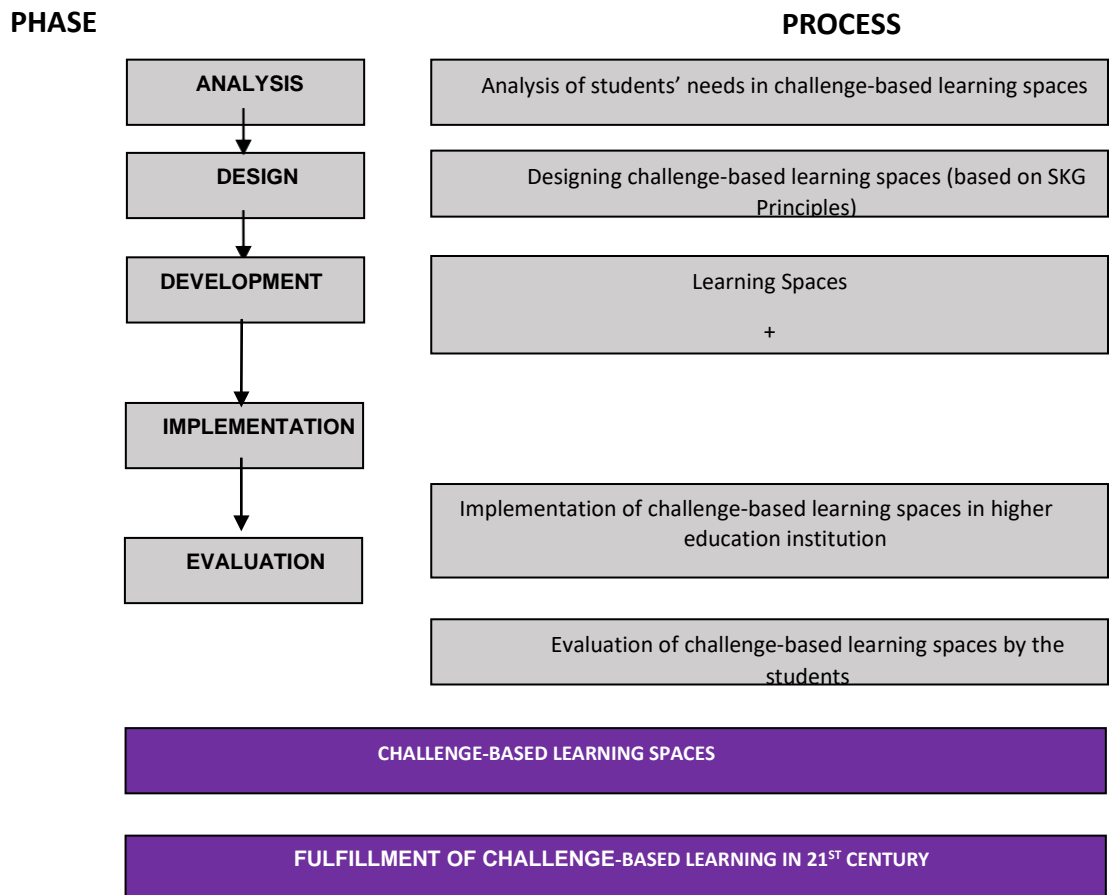 PHASE
PROCESS
ANALYSIS
Analysis of students’ needs in challenge-based learning spaces
DESIGN
Designing challenge-based learning spaces (based on SKG
Principles)
DEVELOPMENT
Learning Spaces
+
IMPLEMENTATION
Implementation of challenge-based learning spaces in higher
education institution
EVALUATION
Evaluation of challenge-based learning spaces by the
students
CHALLENGE-BASED LEARNING SPACES
FULFILLMENT OF CHALLENGE-BASED LEARNING IN 21ST CENTURY